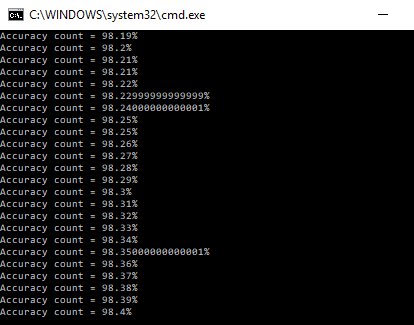 C:\WINDOWS\system32\cmd.exe
Accuracy count = 98.19%
Accuracy count = 98.2%
Accuracy count = 98.21%
Accuracy count = 98.21%
Accuracy count = 98.22%
Accuracy count = 98.22999999999999%
Accuracy count = 98.24000000000001%
Accuracy count = 98.25%
Accuracy count = 98.25%
Accuracy count = 98.26%
Accuracy count = 98.27%
Accuracy count = 98.28%
Accuracy count = 98.29%
Accuracy count = 98.3%
Accuracy count = 98.31%
Accuracy count = 98.32%
Accuracy count = 98.33%
Accuracy count = 98.34%
Accuracy count = 98.35000000000001%
Accuracy count = 98.36%
Accuracy count = 98.37%
Accuracy count = 98.38%
Accuracy count = 98.39%
Accuracy count = 98.4%